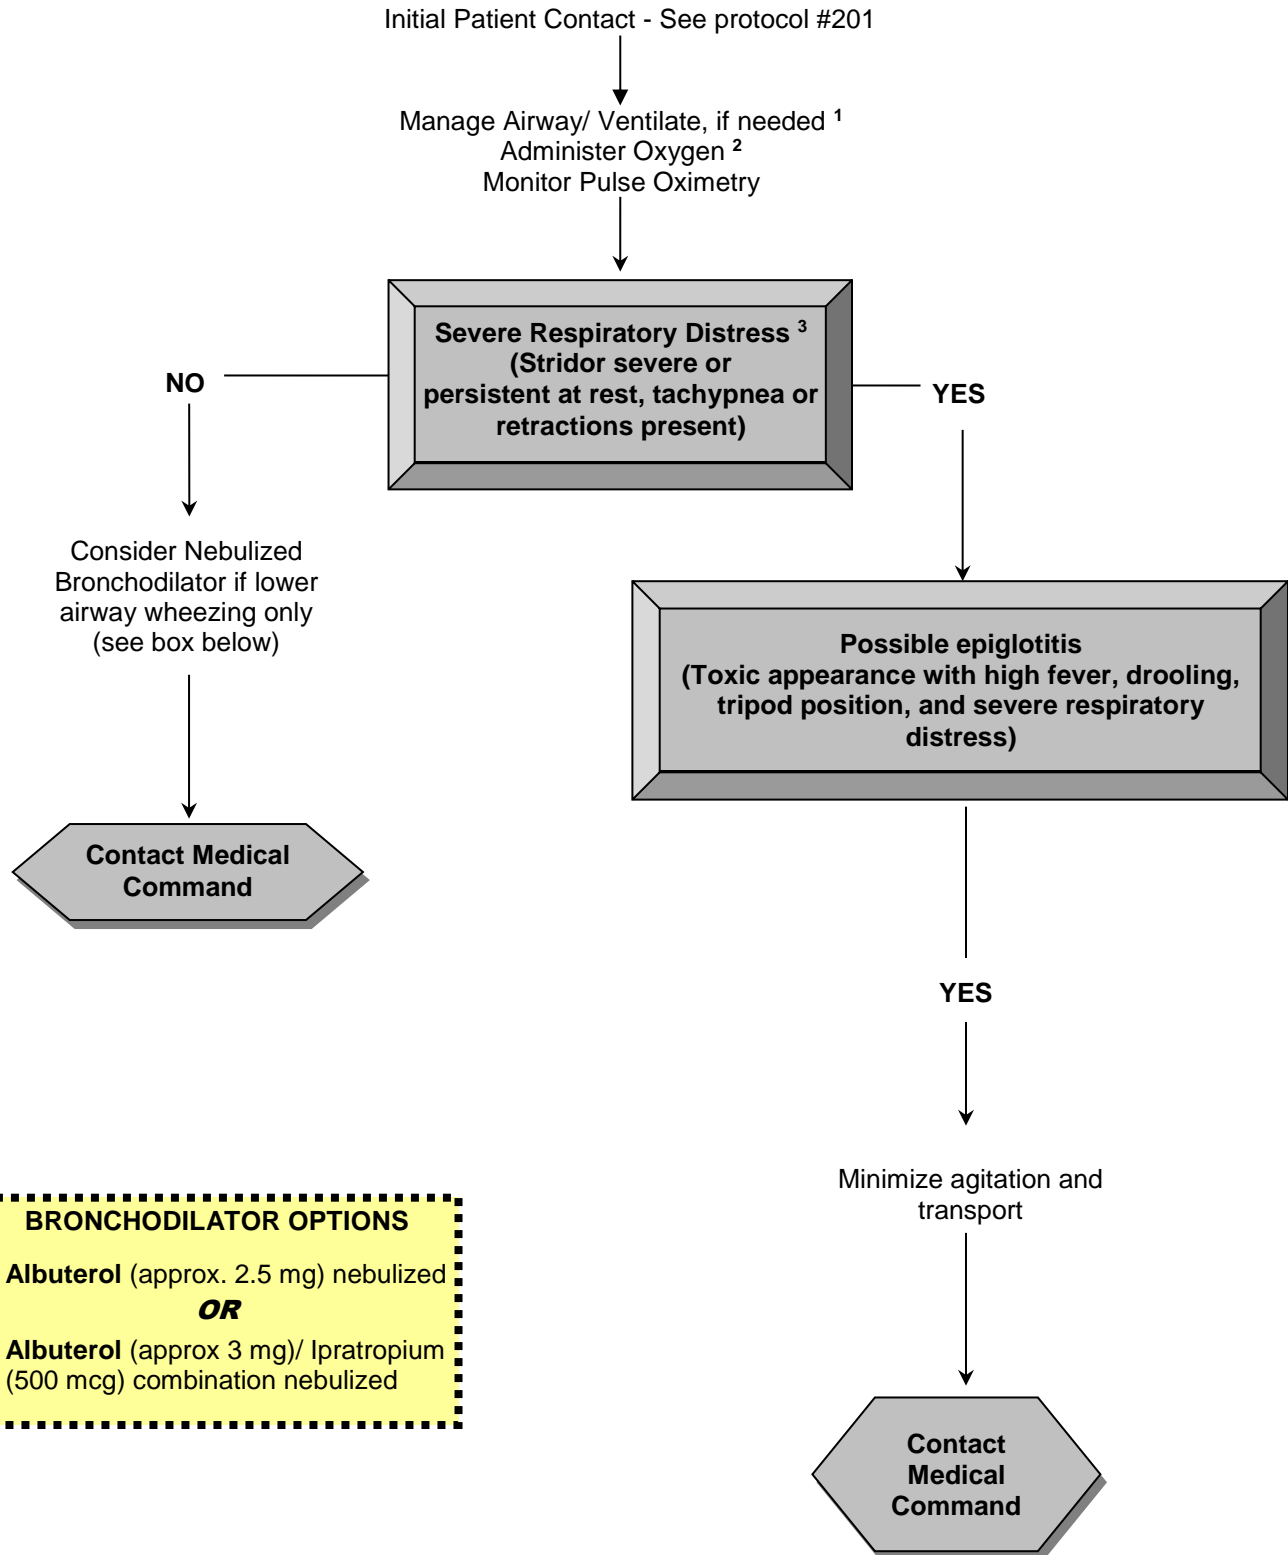 Initial Patient Contact - See protocol #201
Manage Airway/ Ventilate, if needed 1
Administer Oxygen 2
Monitor Pulse Oximetry
Severe Respiratory Distress 3
(Stridor severe or
persistent at rest, tachypnea or
retractions present)
NO
YES
Consider Nebulized
Bronchodilator if lower
airway wheezing only
(see box below)
Contact Medical
Command
Possible epiglotitis
(Toxic appearance with high fever, drooling,
tripod position, and severe respiratory
distress)
YES
Minimize agitation and
transport
Contact
Medical
Command
BRONCHODILATOR OPTIONS
Albuterol (approx. 2.5 mg) nebulized
OR
Albuterol (approx 3 mg)/ Ipratropium
(500 mcg) combination nebulized